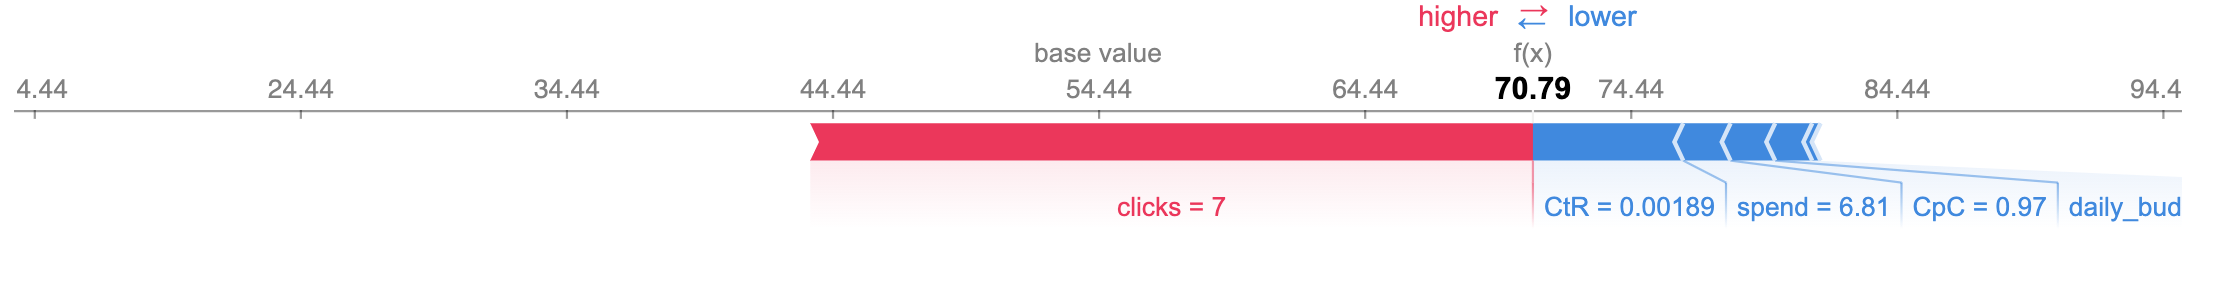 higher ⇄ lower
base value f(x)
4.44 24.44 34.44 44.44 54.44 64.44 70.79 74.44 84.44 94.4
clicks = 7 CtR = 0.00189 spend = 6.81 CpC = 0.97 daily_bud